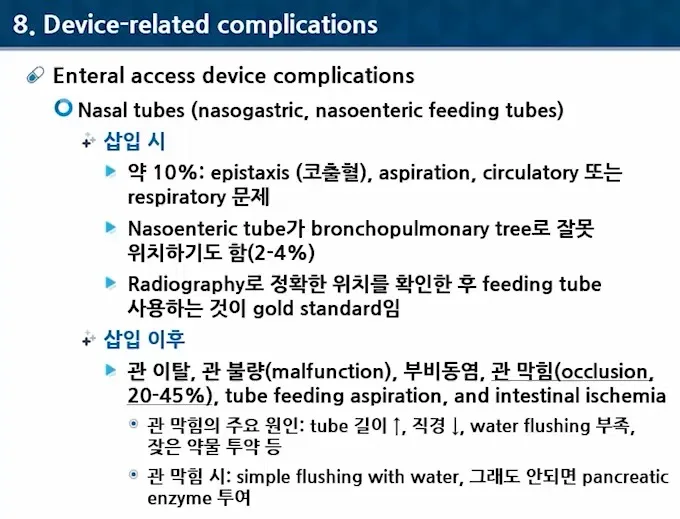 8. Device-related complications
Enteral access device complications
Nasal tubes (nasogastric, nasoenteric feeding tubes)
삽입 시
약 10%: epistaxis (코출혈), aspiration, circulatory 또는
respiratory 문제
Nasoenteric tube가 bronchopulmonary tree로 잘못
위치하기도 함(2-4%)
Radiography로 정확한 위치를 확인한 후 feeding tube
사용하는 것이 gold standard임
삽입 이후
관 이탈, 관 불량(malfunction), 부비동염, 관 막힘(occlusion,
20-45%), tube feeding aspiration, and intestinal ischemia
관 막힘의 주요 원인: tube 길이 ↑, 직경 ↓, water flushing 부족,
잦은 약물 투약 등
관 막힘 시: simple flushing with water, 그래도 안되면 pancreatic
enzyme 투여